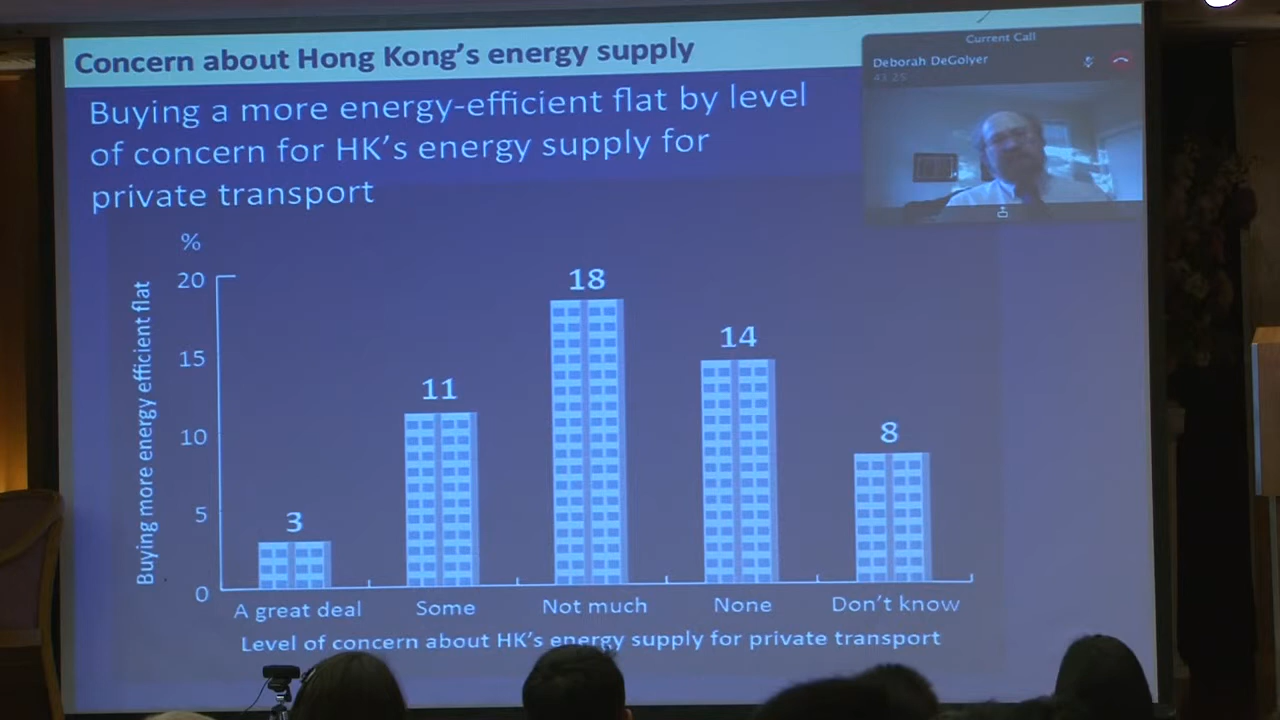 Concern about Hong Kong's energy supply
Current Call
Deborah DeGolyer
43:25
Buying a more energy-efficient flat by level
of concern for HK's energy supply for
private transport
%
Buying more energy efficient flat
20
15
10
5
0
3
11
18
14
8
A great deal
Some
Not much
None
Don't know
Level of concern about HK's energy supply for private transport